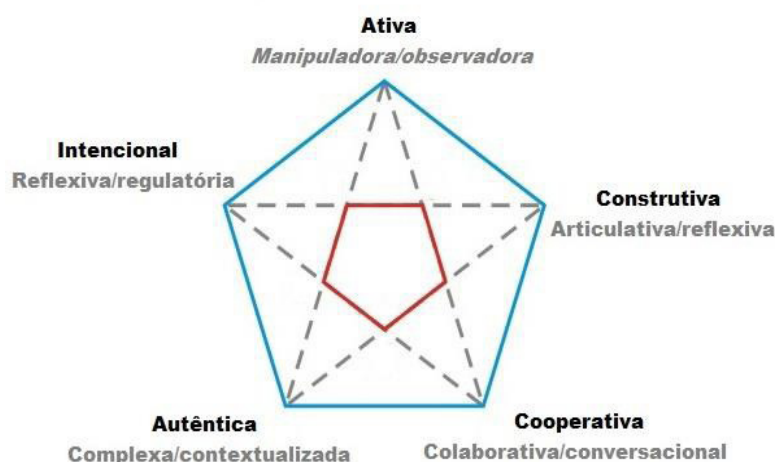 Ativa
Manipuladora/observadora
Intencional
Reflexiva/regulatória
Construtiva
Articulativa/reflexiva
Autêntica
Complexa/contextualizada
Cooperativa
Colaborativa/conversacional